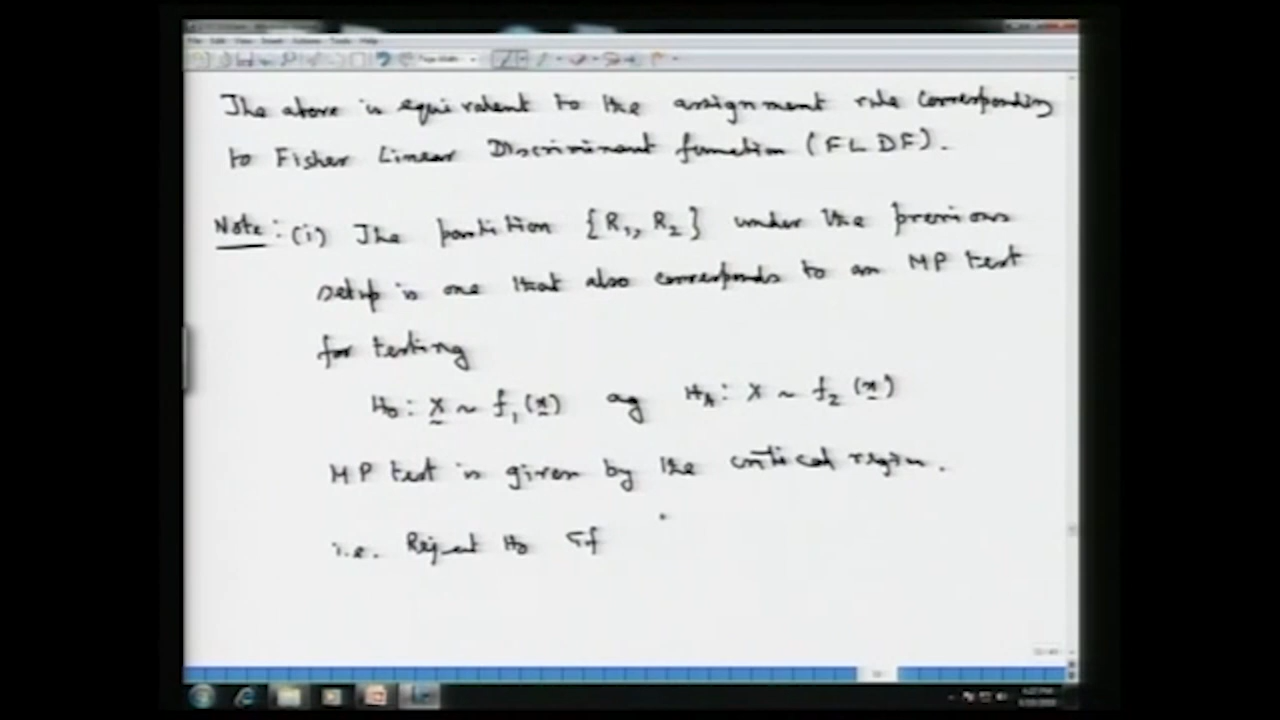 The above is equivalent to the assignment rule corresponding
to Fisher Linear Discriminant function (FLDF).
Note: (i) The partition {R₁, R₂} under the previous
setup is one that also corresponds to an MP test
for testing
H₀: X ~ f₁(x) ag H_A: X ~ f₂(x)
MP test is given by the critical region.
i.e. Reject H₀ if